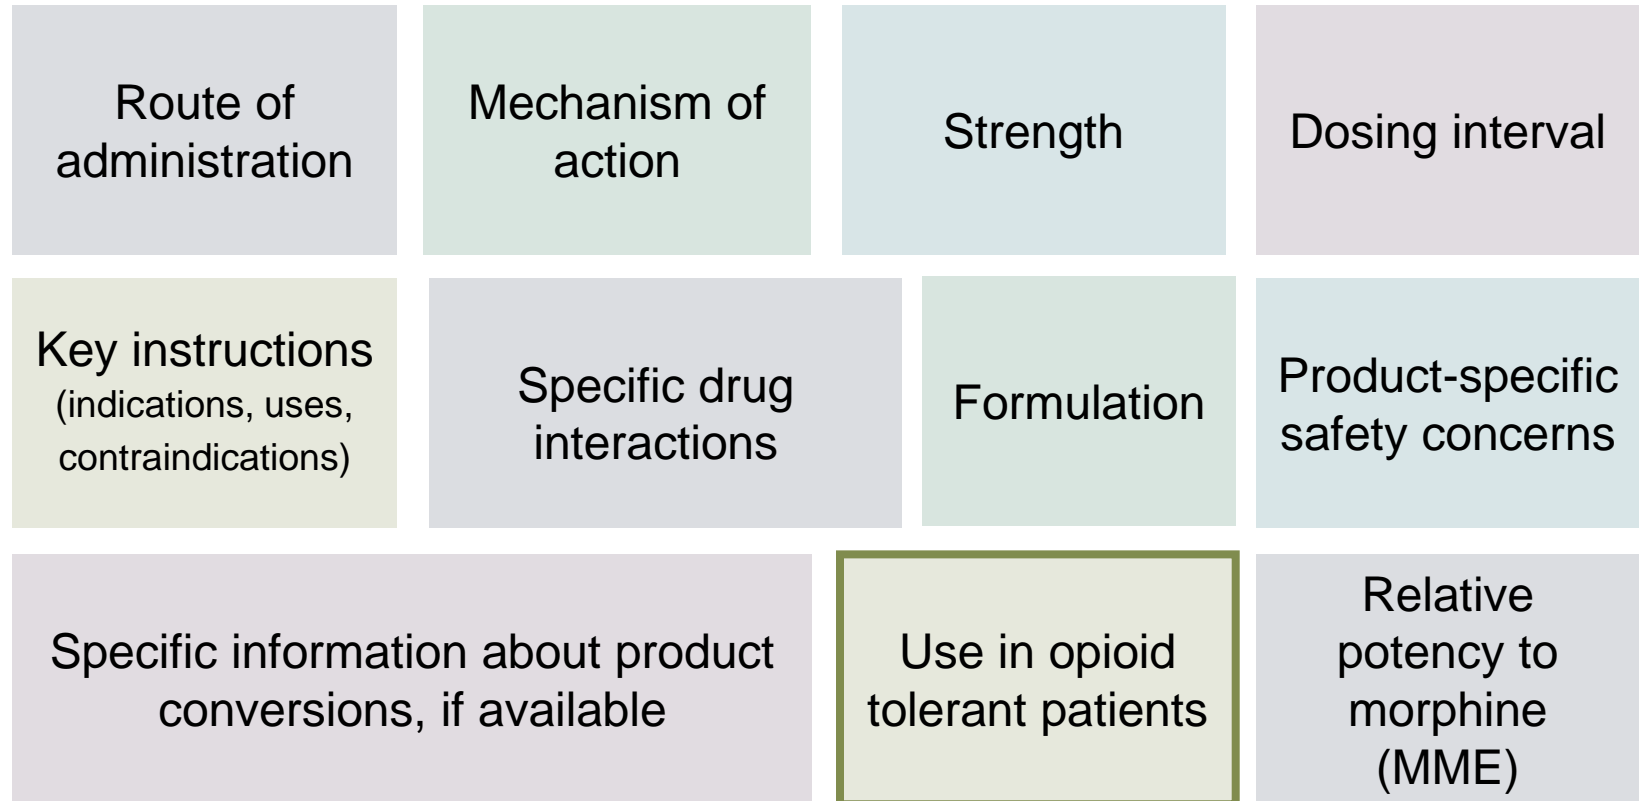 Route of
administration
Mechanism of
action
Strength
Dosing interval
Key instructions
(indications, uses,
contraindications)
Specific drug
interactions
Formulation
Product-specific
safety concerns
Specific information about product
conversions, if available
Use in opioid
tolerant patients
Relative
potency to
morphine
(MME)